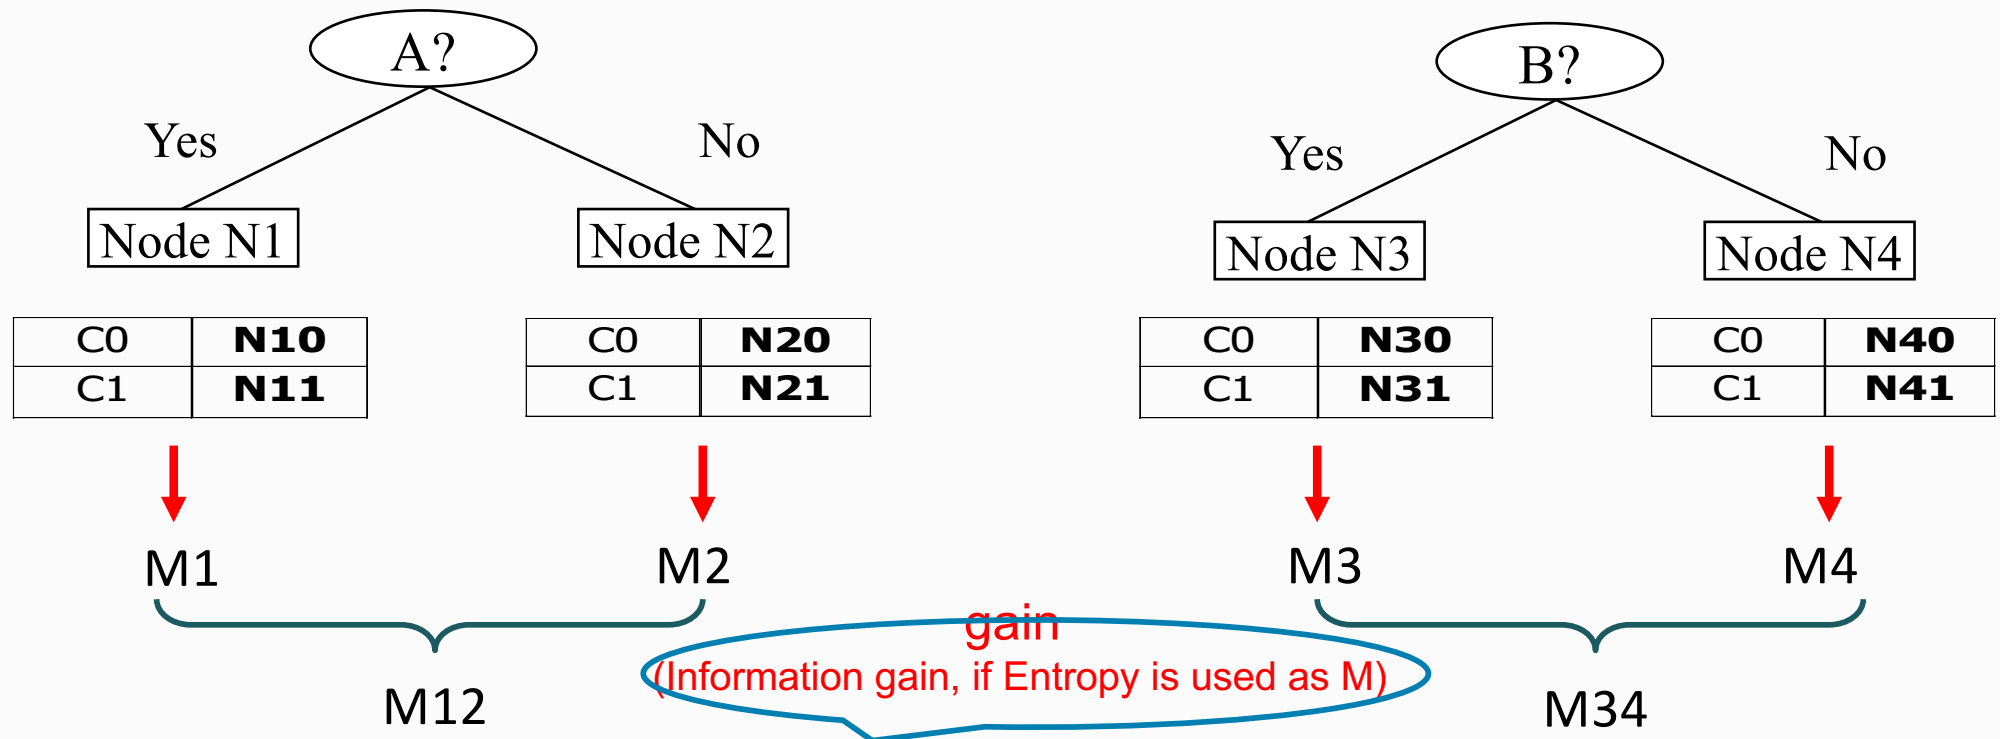 A?
B?
Yes
No
Yes
No
Node N1
Node N2
Node N3
Node N4
C0 N10
C1 N11
C0 N20
C1 N21
C0 N30
C1 N31
C0 N40
C1 N41
M1
M2
M3
M4
gain
(Information gain, if Entropy is used as M)
M12
M34